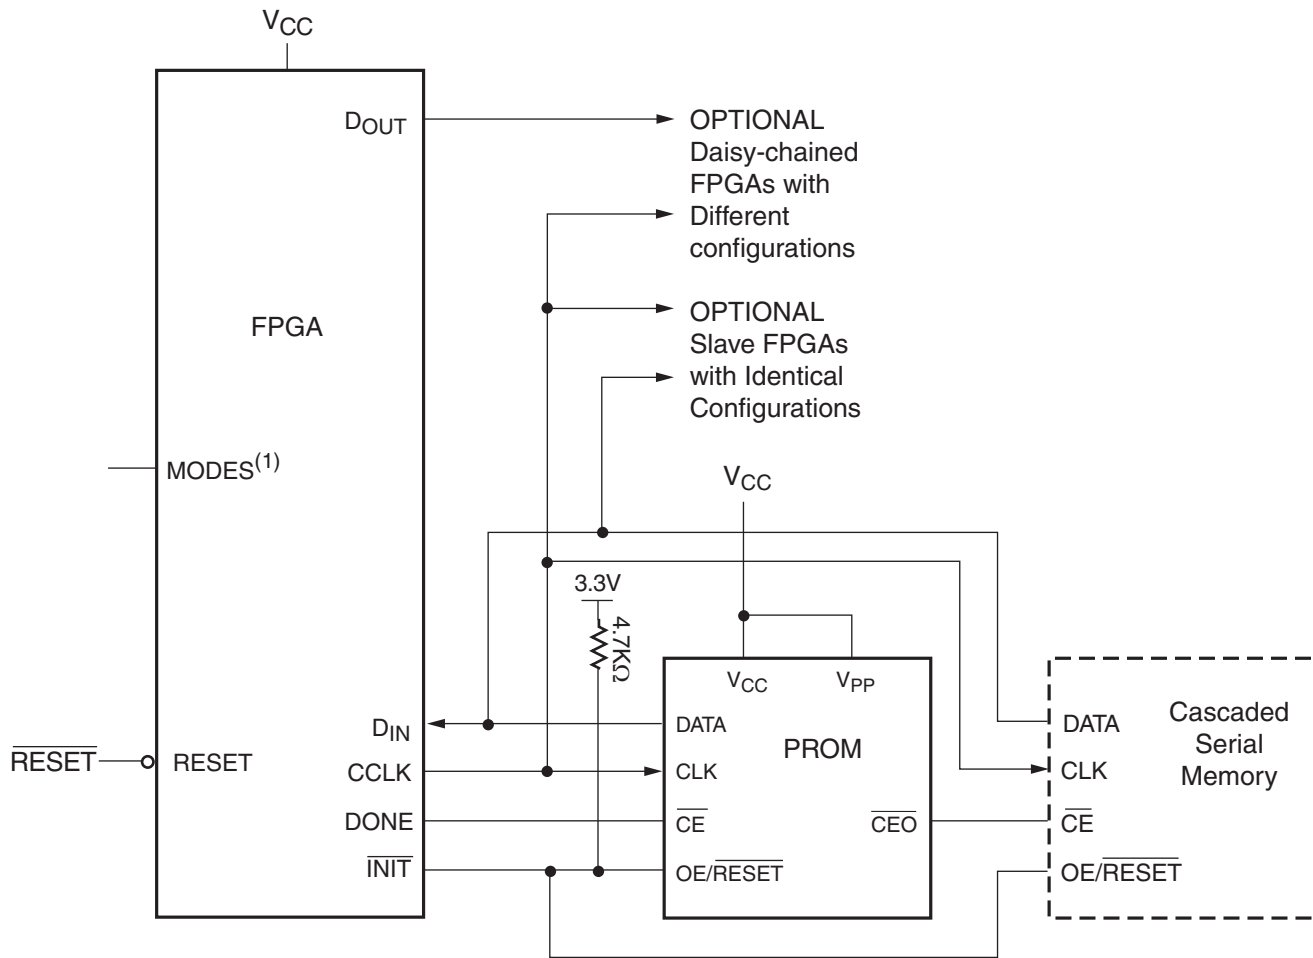 VCC
DOUT
OPTIONAL
Daisy-chained
FPGAs with
Different
configurations
FPGA
OPTIONAL
Slave FPGAs
with Identical
Configurations
MODES(1)
VCC
3.3V
4.7KΩ
VCC
VPP
DIN
DATA
PROM
DATA
Cascaded
Serial
Memory
RESET
RESET
CCLK
CLK
CLK
DONE
CE
CEO
CE
INIT
OE/RESET
OE/RESET